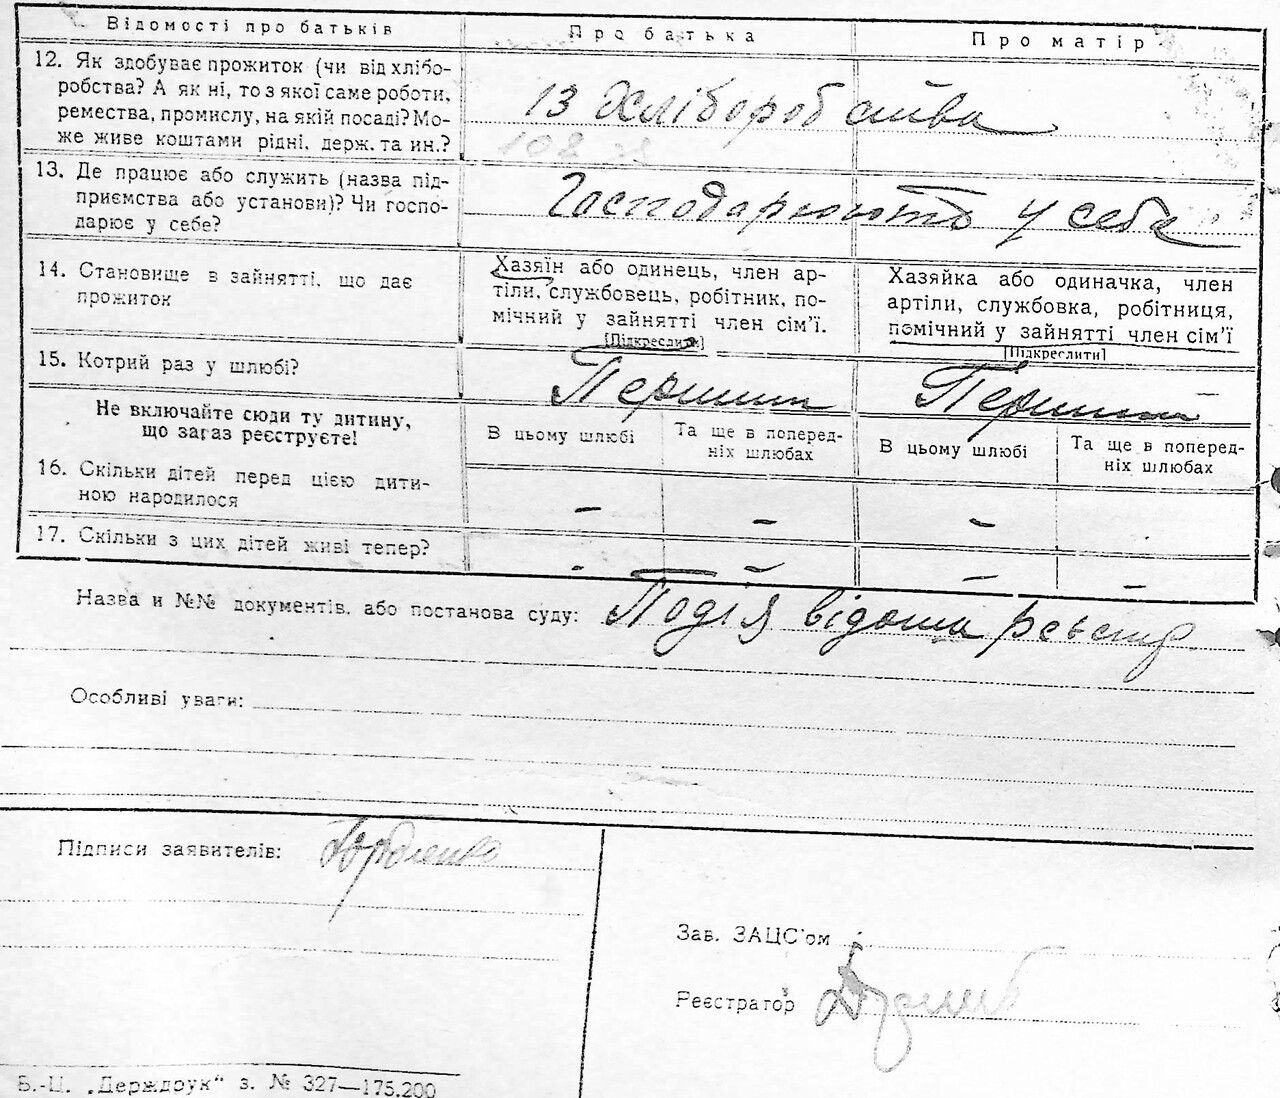 Відомості про батьків Про батька Про матір
12. Як здобуває прожиток (чи від хлібо-
робства? А як ні, то з якої саме роботи,
ремества, промислу, на якій посаді? Мо-
же живе коштами рідні, держ. та ин.?
Із хліборобства
13. Де працює або служить (назва під-
приємства або установи)? Чи госпо-
дарює у себе?
Господарюють у себе
14. Становище в зайнятті, що дає
прожиток
Хазяїн або одинець, член ар-
тіли, службовець, робітник, по-
мічний у зайнятті член сім'ї.
[Підкреслити]
Хазяйка або одиначка, член
артіли, службовка, робітниця,
помічний у зайнятті член сім'ї
[Підкреслити]
15. Котрий раз у шлюбі?
Перший Перший
Не включайте сюди ту дитину,
що зараз реєструєте!
В цьому шлюбі
Та ще в поперед-
ніх шлюбах
В цьому шлюбі
Та ще в поперед-
ніх шлюбах
16. Скільки дітей перед цією дити-
ною народилося
– – –
17. Скільки з цих дітей живі тепер?
– – – –
Назва и №№ документів, або постанова суду: Подія відома реєстр
Особливі уваги:
Підписи заявителів:
Зав. ЗАЦС'ом
Реєстратор
Б.-Ц. „Держдрук“ з. № 327—175.200